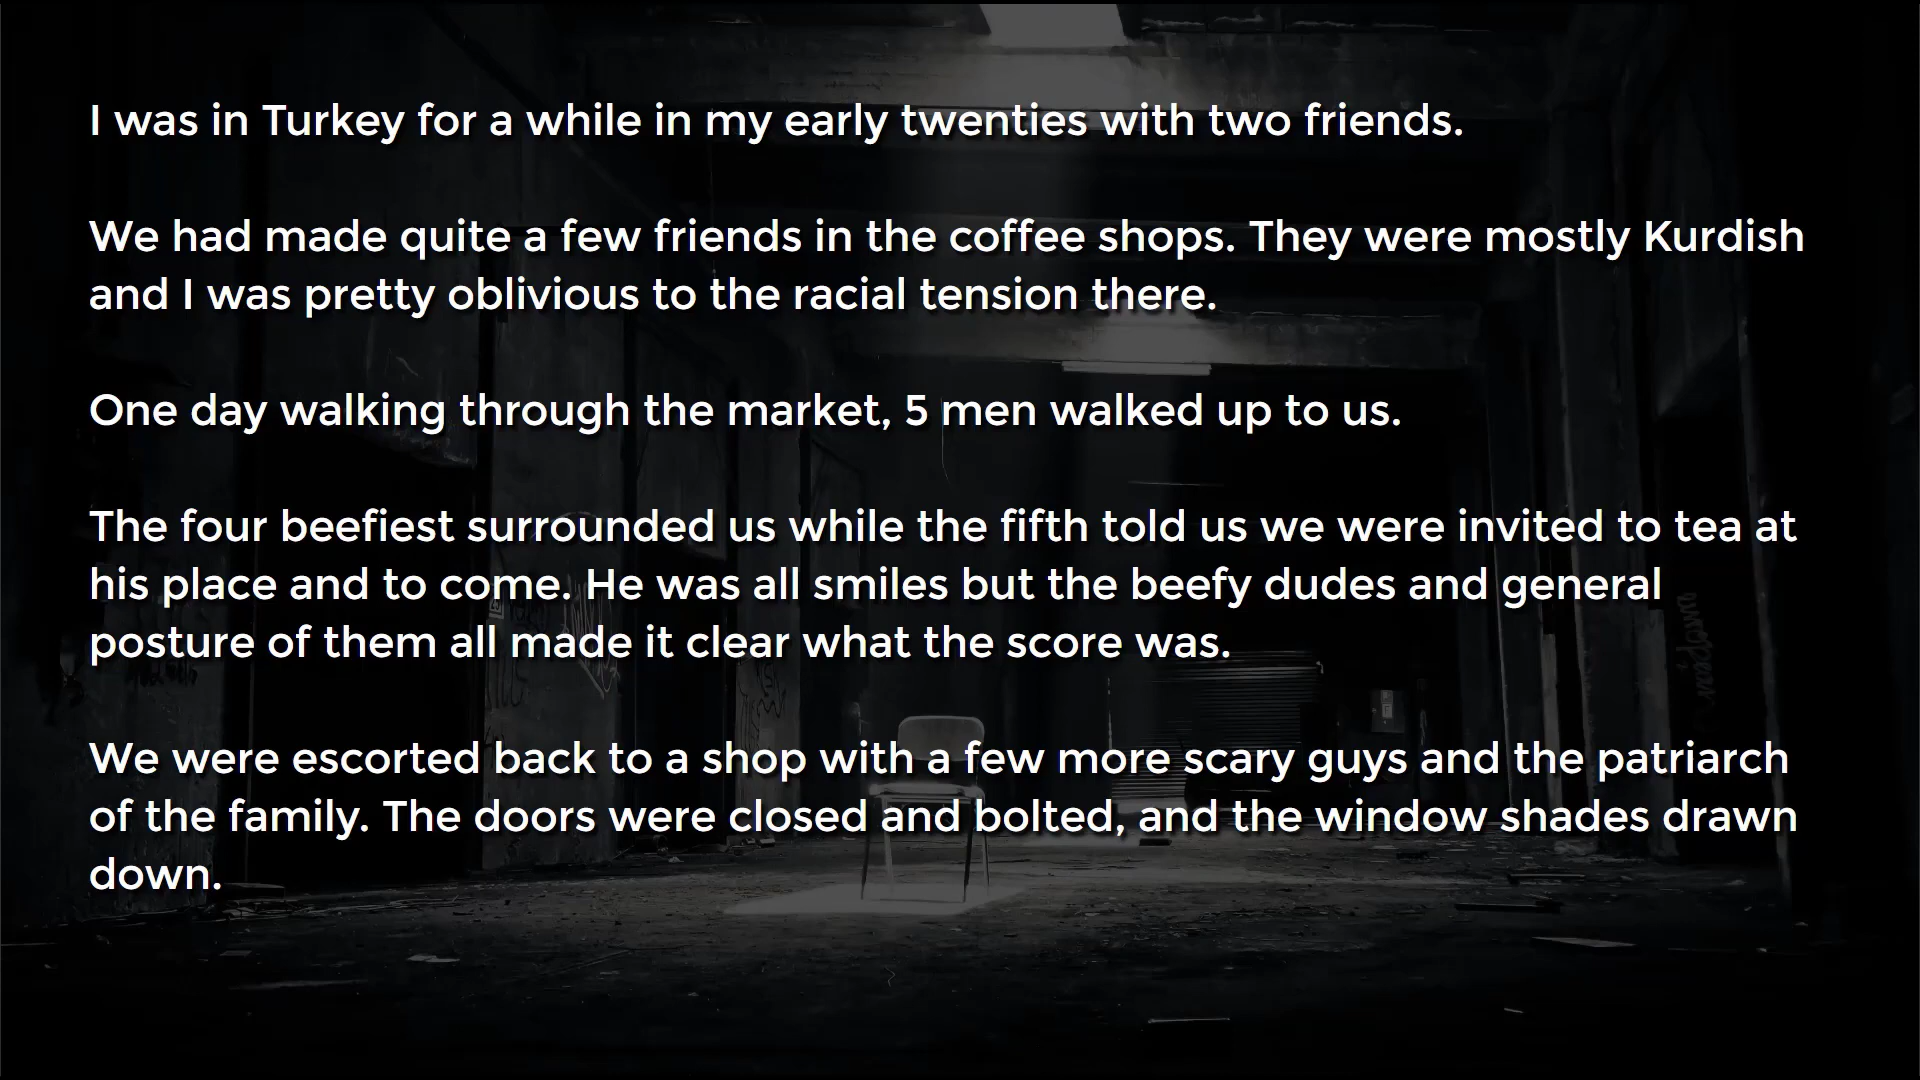 I was in Turkey for a while in my early twenties with two friends.
We had made quite a few friends in the coffee shops. They were mostly Kurdish
and I was pretty oblivious to the racial tension there.
One day walking through the market, 5 men walked up to us.
The four beefiest surrounded us while the fifth told us we were invited to tea at
his place and to come. He was all smiles but the beefy dudes and general
posture of them all made it clear what the score was.
We were escorted back to a shop with a few more scary guys and the patriarch
of the family. The doors were closed and bolted, and the window shades drawn
down.